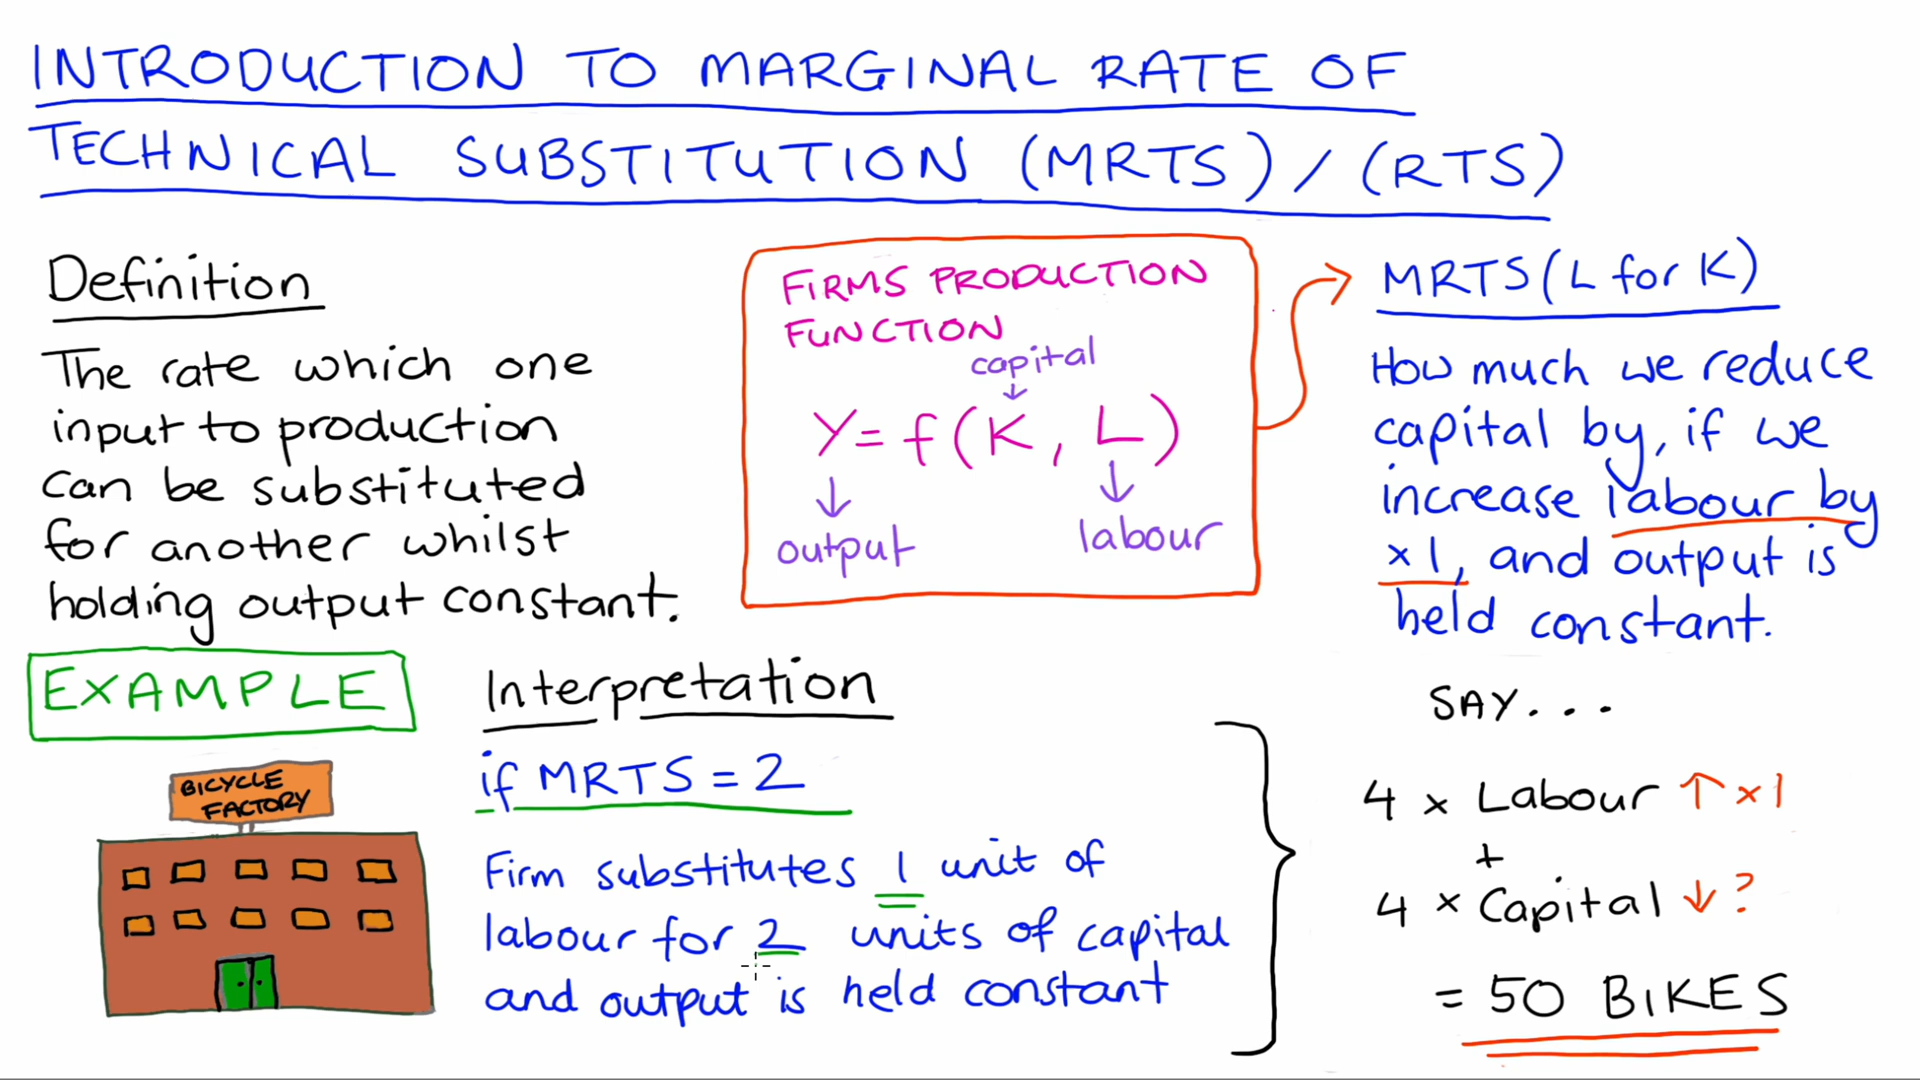 INTRODUCTION TO MARGINAL RATE OF
TECHNICAL SUBSTITUTION (MRTS) / (RTS)
Definition
The rate which one
input to production
can be substituted
for another whilst
holding output constant.
FIRMS PRODUCTION
FUNCTION
capital
Y = f(K, L)
output
labour
MRTS (L for K)
How much we reduce
capital by, if we
increase labour by
x1, and output is
held constant.
EXAMPLE
BICYCLE
FACTORY
Interpretation
if MRTS = 2
Firm substitutes 1 unit of
labour for 2 units of capital
and output is held constant
SAY...
4 x Labour ↑ x1
+
4 x Capital ↓ ?
= 50 BIKES